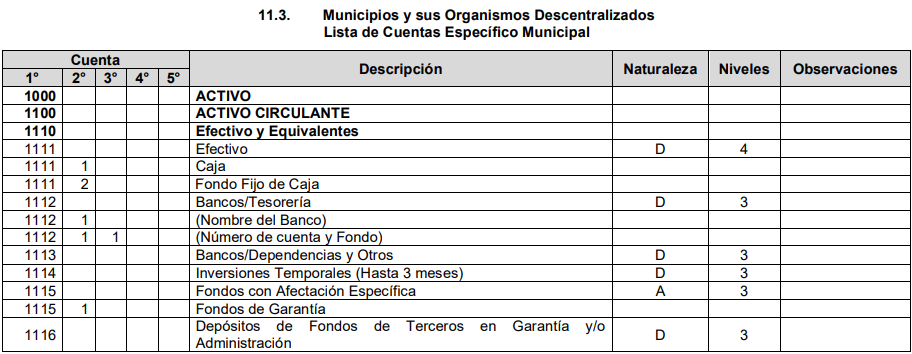 11.3. Municipios y sus Organismos Descentralizados
Lista de Cuentas Específico Municipal
Cuenta Descripción Naturaleza Niveles Observaciones
1° 2° 3° 4° 5°
1000 ACTIVO
1100 ACTIVO CIRCULANTE
1110 Efectivo y Equivalentes
1111 Efectivo D 4
1111 1 Caja
1111 2 Fondo Fijo de Caja
1112 Bancos/Tesorería D 3
1112 1 (Nombre del Banco)
1112 1 1 (Número de cuenta y Fondo)
1113 Bancos/Dependencias y Otros D 3
1114 Inversiones Temporales (Hasta 3 meses) D 3
1115 Fondos con Afectación Específica A 3
1115 1 Fondos de Garantía
1116 Depósitos de Fondos de Terceros en Garantía y/o D 3
Administración